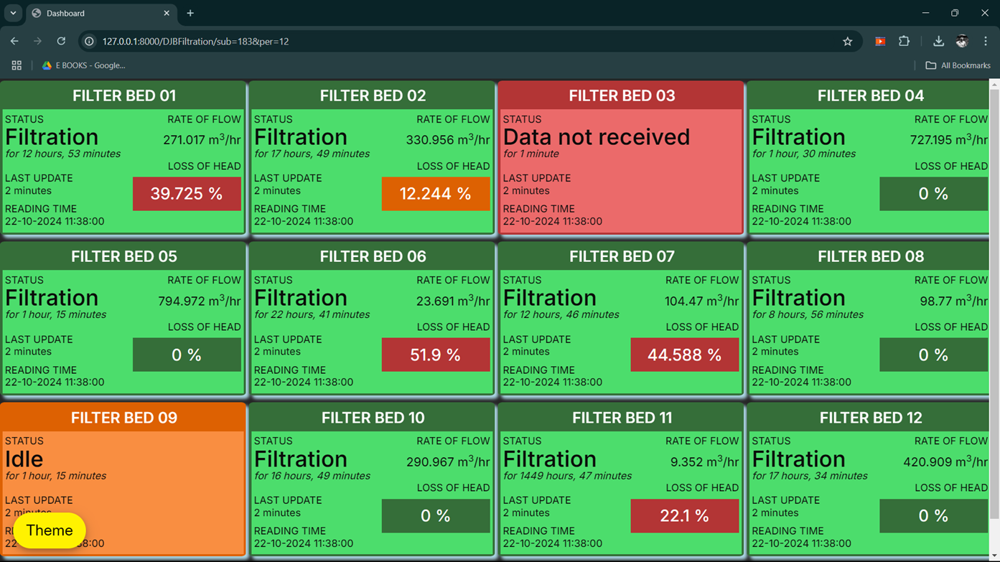 Dashboard
127.0.0.1:8000/DJBFiltration/sub=183&per=12
E BOOKS - Google...
All Bookmarks
FILTER BED 01
STATUS
RATE OF FLOW
Filtration
271.017 m³/hr
for 12 hours, 53 minutes
LOSS OF HEAD
LAST UPDATE
2 minutes
39.725 %
READING TIME
22-10-2024 11:38:00
FILTER BED 02
STATUS
RATE OF FLOW
Filtration
330.956 m³/hr
for 17 hours, 49 minutes
LOSS OF HEAD
LAST UPDATE
2 minutes
12.244 %
READING TIME
22-10-2024 11:38:00
FILTER BED 03
STATUS
Data not received
for 1 minute
LAST UPDATE
2 minutes
READING TIME
22-10-2024 11:38:00
FILTER BED 04
STATUS
RATE OF FLOW
Filtration
727.195 m³/hr
for 1 hour, 30 minutes
LOSS OF HEAD
LAST UPDATE
2 minutes
0 %
READING TIME
22-10-2024 11:38:00
FILTER BED 05
STATUS
RATE OF FLOW
Filtration
794.972 m³/hr
for 1 hour, 15 minutes
LOSS OF HEAD
LAST UPDATE
2 minutes
0 %
READING TIME
22-10-2024 11:38:00
FILTER BED 06
STATUS
RATE OF FLOW
Filtration
23.691 m³/hr
for 22 hours, 41 minutes
LOSS OF HEAD
LAST UPDATE
2 minutes
51.9 %
READING TIME
22-10-2024 11:38:00
FILTER BED 07
STATUS
RATE OF FLOW
Filtration
104.47 m³/hr
for 12 hours, 46 minutes
LOSS OF HEAD
LAST UPDATE
2 minutes
44.588 %
READING TIME
22-10-2024 11:38:00
FILTER BED 08
STATUS
RATE OF FLOW
Filtration
98.77 m³/hr
for 8 hours, 56 minutes
LOSS OF HEAD
LAST UPDATE
2 minutes
0 %
READING TIME
22-10-2024 11:38:00
FILTER BED 09
STATUS
Idle
for 1 hour, 15 minutes
LAST UPDATE
2 minutes
Theme
FILTER BED 10
STATUS
RATE OF FLOW
Filtration
290.967 m³/hr
for 16 hours, 49 minutes
LOSS OF HEAD
LAST UPDATE
2 minutes
0 %
READING TIME
22-10-2024 11:38:00
FILTER BED 11
STATUS
RATE OF FLOW
Filtration
9.352 m³/hr
for 1449 hours, 47 minutes
LOSS OF HEAD
LAST UPDATE
2 minutes
22.1 %
READING TIME
22-10-2024 11:38:00
FILTER BED 12
STATUS
RATE OF FLOW
Filtration
420.909 m³/hr
for 17 hours, 34 minutes
LOSS OF HEAD
LAST UPDATE
2 minutes
0 %
READING TIME
22-10-2024 11:38:00